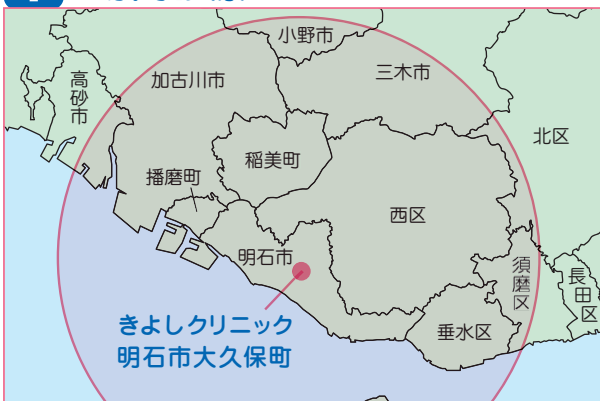 小野市
三木市
加古川市
高砂市
北区
稲美町
播磨町
西区
明石市
須磨区
長田区
垂水区
きよしクリニック
明石市大久保町